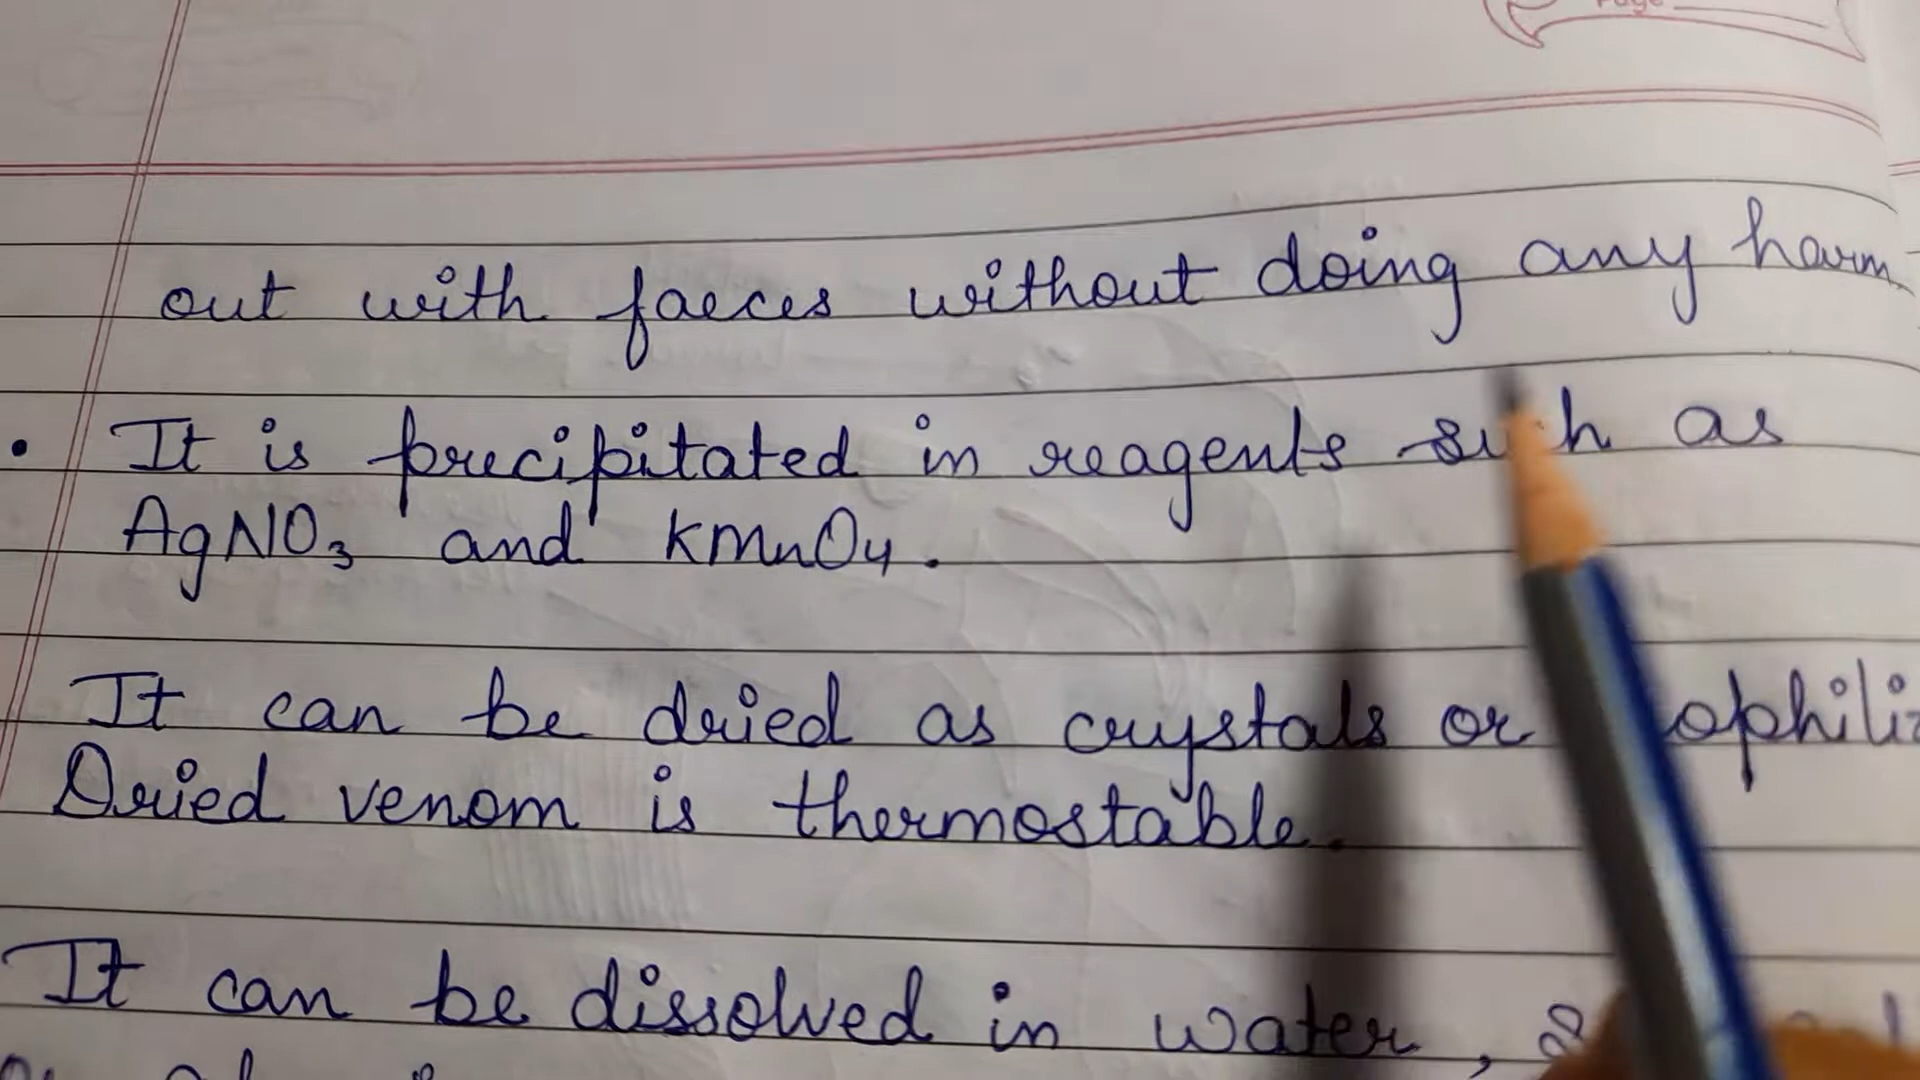 Page
out with faeces without doing any harm
• It is precipitated in reagents such as
AgNO3 and KMnO4.
It can be dried as crystals or
Dried venom is thermostable.
It can be dissolved in water,